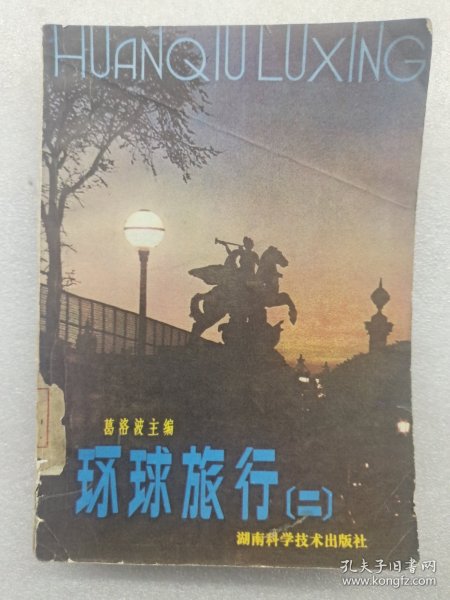 HUANQIU LUXING
葛洛波主编
环球旅行〔二〕
湖南科学技术出版社
孔夫子旧书网
www.kongfz.com